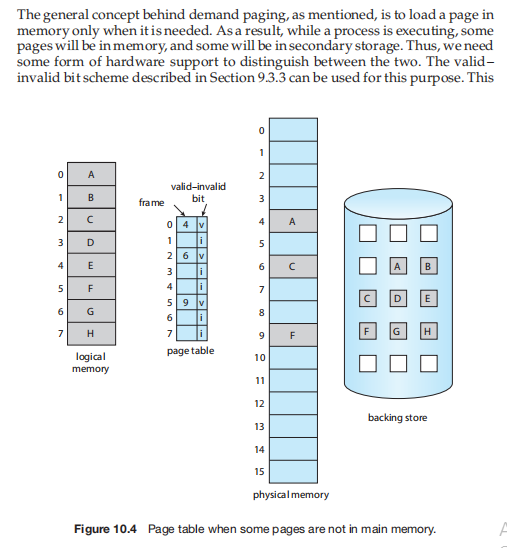 The general concept behind demand paging, as mentioned, is to load a page in
memory only when it is needed. As a result, while a process is executing, some
pages will be in memory, and some will be in secondary storage. Thus, we need
some form of hardware support to distinguish between the two. The valid–
invalid bit scheme described in Section 9.3.3 can be used for this purpose. This
0 A
1 B
2 C
3 D
4 E
5 F
6 G
7 H
logical
memory
valid–invalid
bit
frame
0 4 v
1 i
2 6 v
3 i
4 i
5 9 v
6 i
7 i
page table
0
1
2
3
4 A
5
6 C
7
8
9 F
10
11
12
13
14
15
physical memory
A B
C D E
F G H
backing store
Figure 10.4 Page table when some pages are not in main memory.